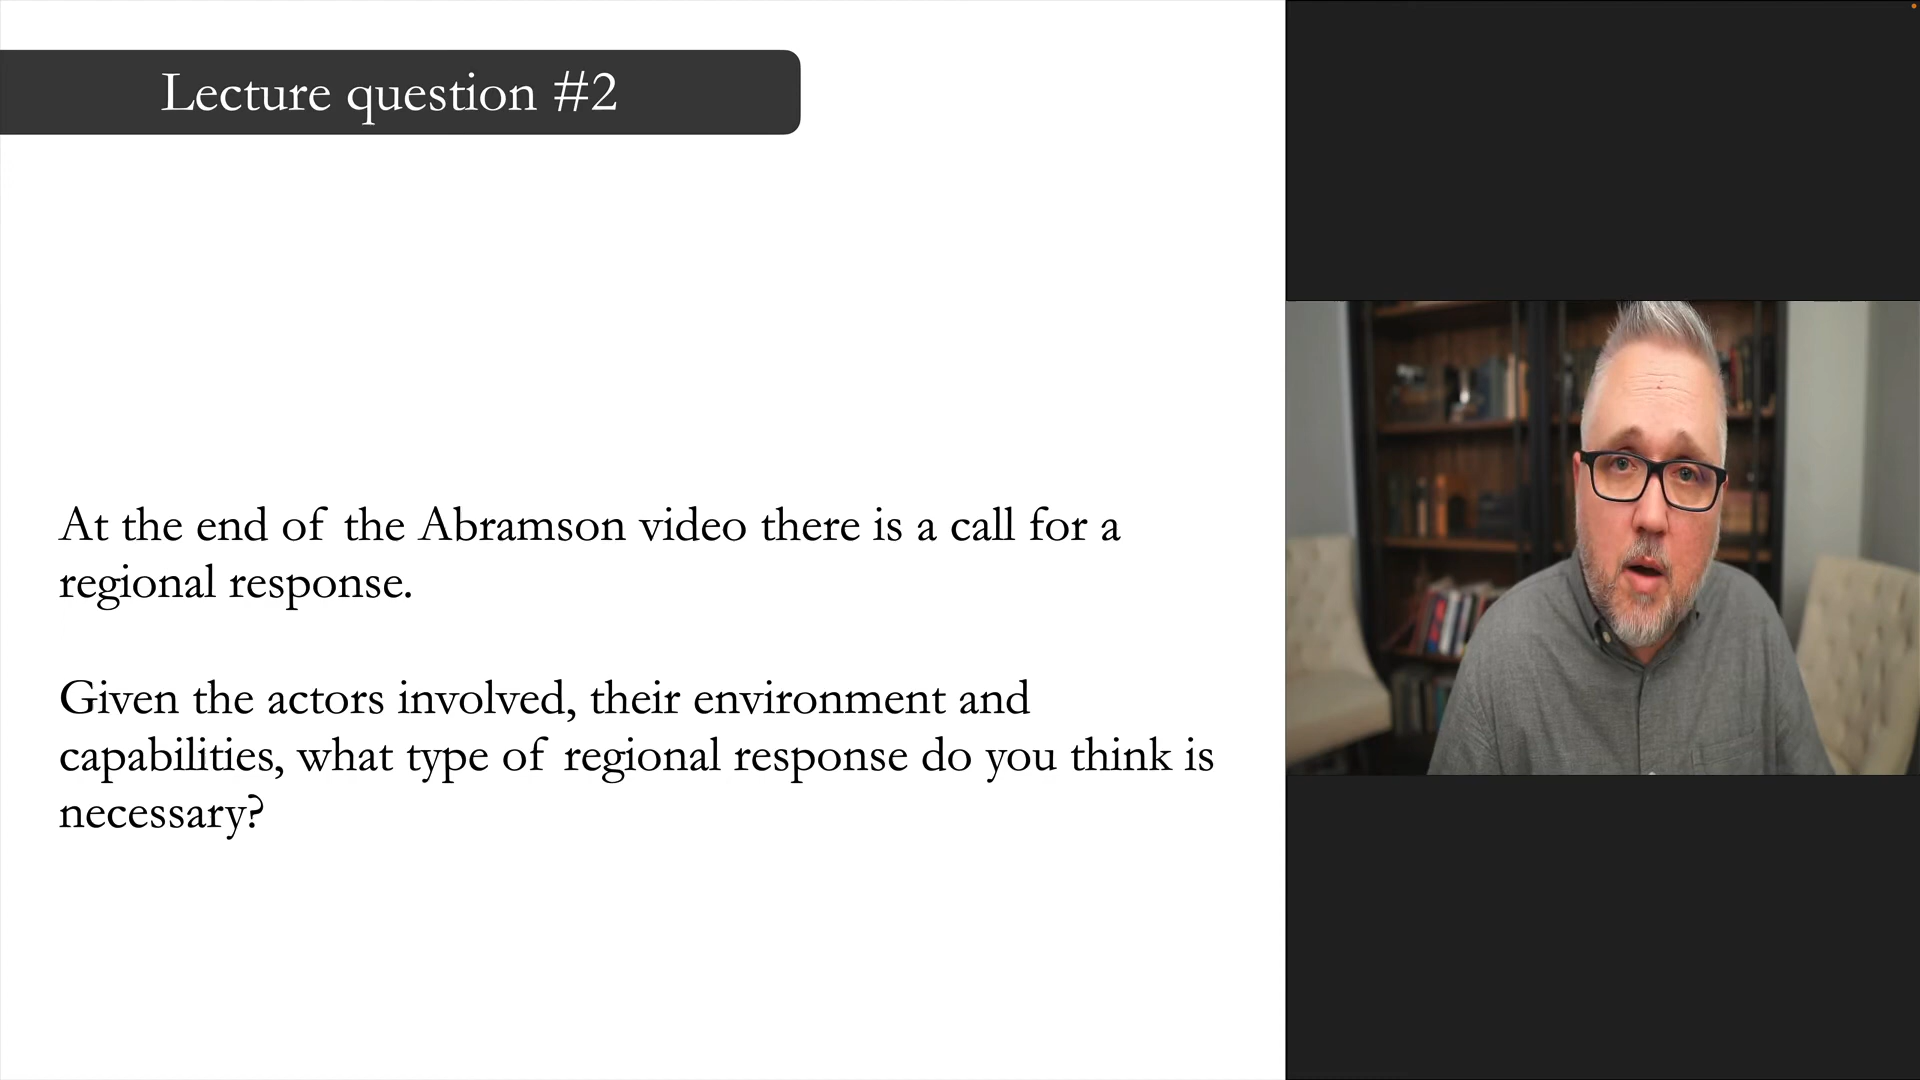 Lecture question #2
At the end of the Abramson video there is a call for a
regional response.
Given the actors involved, their environment and
capabilities, what type of regional response do you think is
necessary?